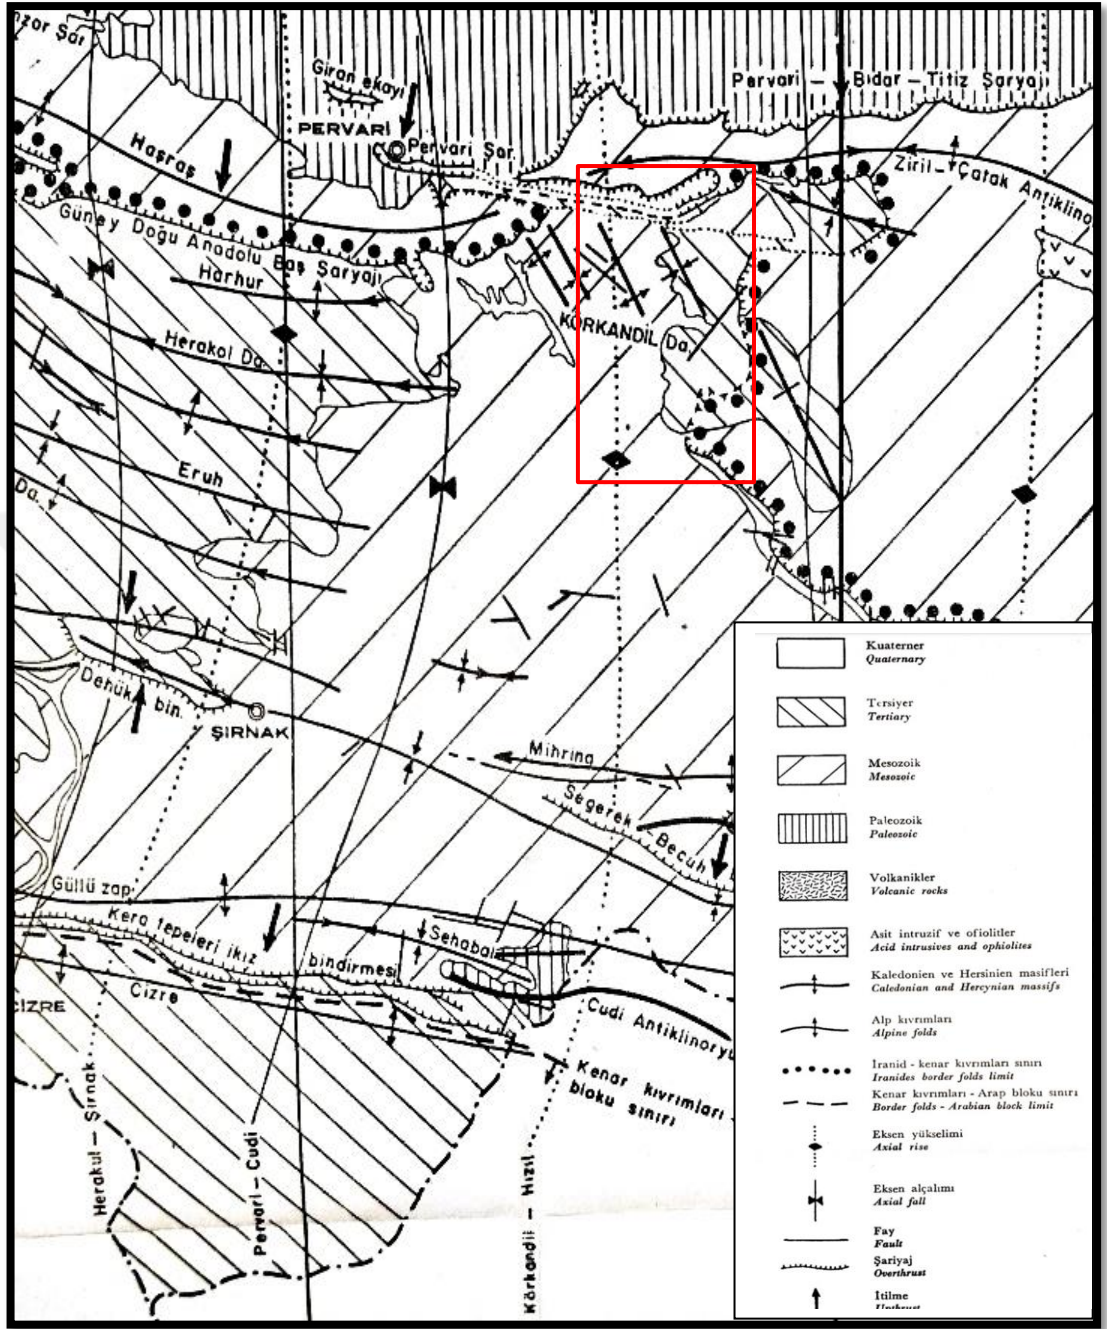 nzor Şar.
Giran ekayı
Pervari – Bidar – Titiz Şaryajı
PERVARİ
Pervari Şar.
Haşraş
Ziril – Çatak Antiklino
Güney Doğu Anadolu Baş Şaryajı
Harhur
KÖRKANDİL Da.
Herakol Da.
Eruh
Da.
Dehük bin.
ŞIRNAK
Mihrina
Segerek – Becuh
Güllü zap
Kera tepeleri ikiz bindirmesi
Sehabal
Cizre
CİZRE
Cudi Antiklinoryu
Kenar kıvrımları
bloku sınırı
Herakul – Şırnak
Pervari – Cudi
Körkandil – Hızıl
Kuaterner
Quaternary
Tersiyer
Tertiary
Mesozoik
Mesozoic
Paleozoik
Paleozoic
Volkanikler
Volcanic rocks
Asit intruzif ve ofiolitler
Acid intrusives and ophiolites
Kaledonien ve Hersinien masifleri
Caledonian and Hercynian massifs
Alp kıvrımları
Alpine folds
İranid - kenar kıvrımları sınırı
Iranides border folds limit
Kenar kıvrımları - Arap bloku sınırı
Border folds - Arabian block limit
Eksen yükselimi
Axial rise
Eksen alçalımı
Axial fall
Fay
Fault
Şariyaj
Overthrust
İtilme
Upthrust